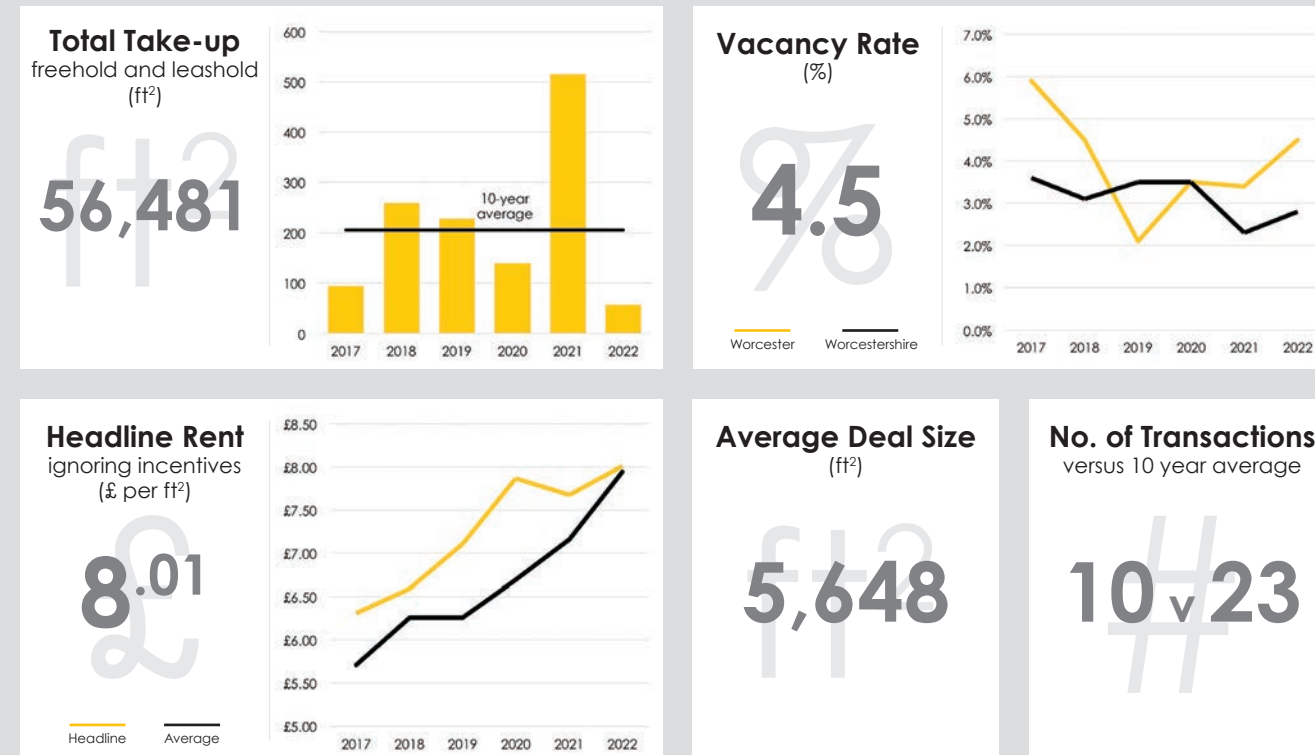 Total Take-up
freehold and leashold
(ft²)
ft²
56,481
600
500
400
300
200
100
0
10-year
average
2017 2018 2019 2020 2021 2022
Vacancy Rate
(%)
%
4.5
Worcester Worcestershire
7.0%
6.0%
5.0%
4.0%
3.0%
2.0%
1.0%
0.0%
2017 2018 2019 2020 2021 2022
Headline Rent
ignoring incentives
(£ per ft²)
£
8.01
Headline Average
£8.50
£8.00
£7.50
£7.00
£6.50
£6.00
£5.50
£5.00
2017 2018 2019 2020 2021 2022
Average Deal Size
(ft²)
ft²
5,648
No. of Transactions
versus 10 year average
#
10 v 23